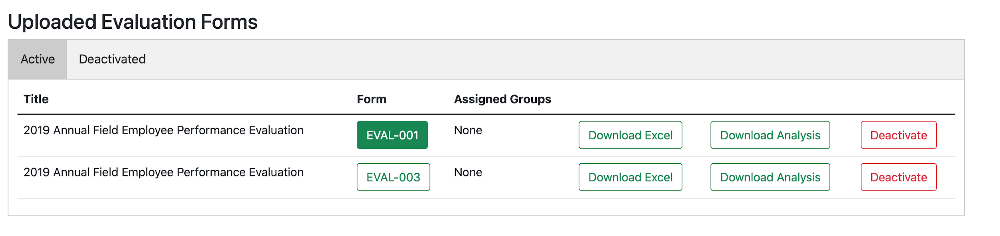 Uploaded Evaluation Forms
Active Deactivated
Title Form Assigned Groups
2019 Annual Field Employee Performance Evaluation EVAL-001 None Download Excel Download Analysis Deactivate
2019 Annual Field Employee Performance Evaluation EVAL-003 None Download Excel Download Analysis Deactivate